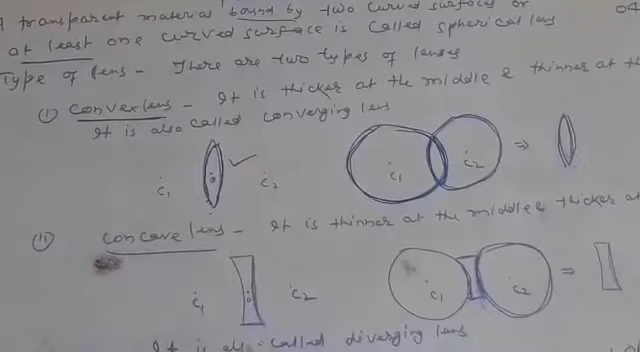 A transparent material bound by two curved surfaces or
04
at least one curved surface is called spherical lens
Type of lens - There are two types of lenses
(i) Convex lens - It is thicker at the middle & thinner at the
It is also called converging lens
C1 C2 C1 C2 ⇒
(ii) Concave lens - It is thinner at the middle & thicker at
C1 C2 C1 C2 ⇒
It is also called diverging lens